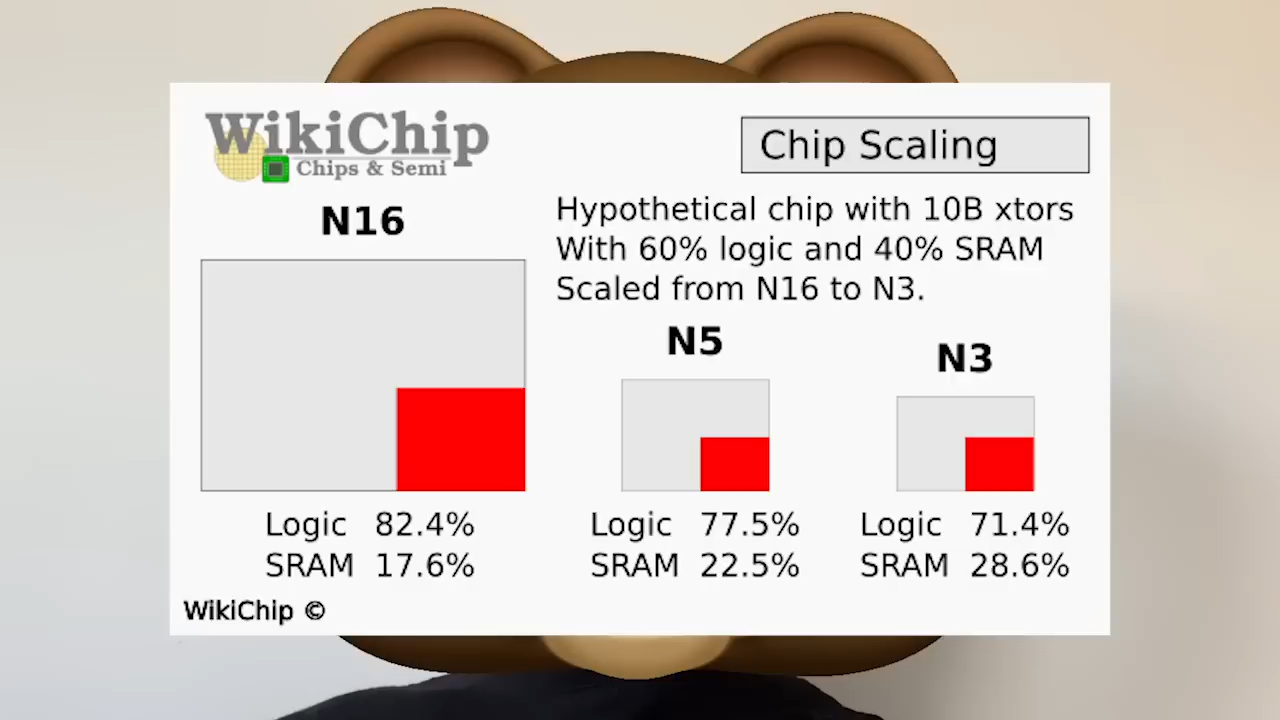 WikiChip
Chips & Semi
Chip Scaling
Hypothetical chip with 10B xtors
With 60% logic and 40% SRAM
Scaled from N16 to N3.
N16
Logic 82.4%
SRAM 17.6%
N5
Logic 77.5%
SRAM 22.5%
N3
Logic 71.4%
SRAM 28.6%
WikiChip ©